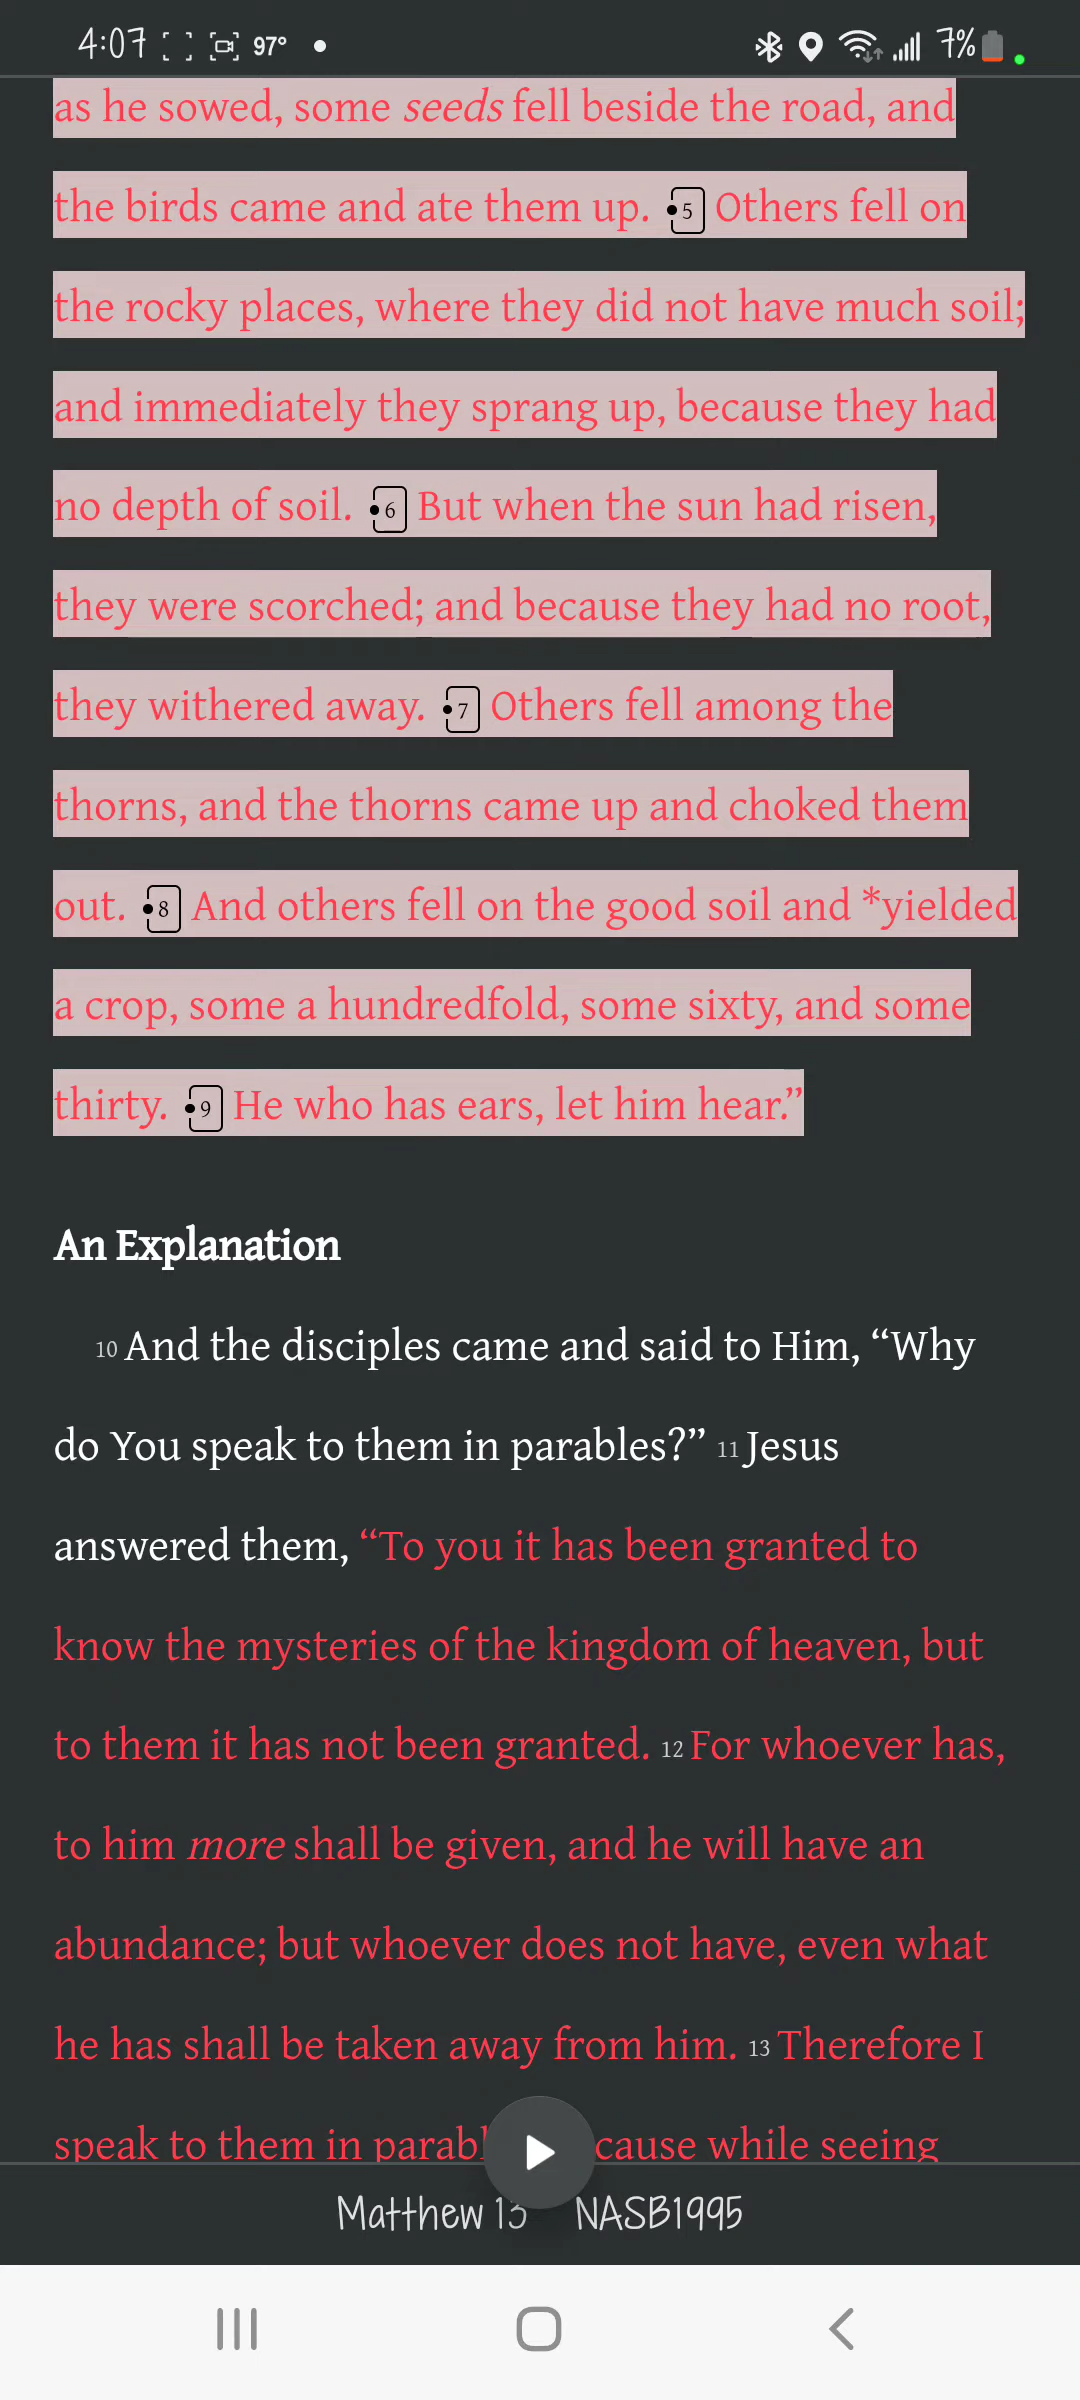 4:07 97° 7%
as he sowed, some seeds fell beside the road, and
the birds came and ate them up. 5 Others fell on
the rocky places, where they did not have much soil;
and immediately they sprang up, because they had
no depth of soil. 6 But when the sun had risen,
they were scorched; and because they had no root,
they withered away. 7 Others fell among the
thorns, and the thorns came up and choked them
out. 8 And others fell on the good soil and *yielded
a crop, some a hundredfold, some sixty, and some
thirty. 9 He who has ears, let him hear.”
An Explanation
10 And the disciples came and said to Him, “Why
do You speak to them in parables?” 11 Jesus
answered them, “To you it has been granted to
know the mysteries of the kingdom of heaven, but
to them it has not been granted. 12 For whoever has,
to him more shall be given, and he will have an
abundance; but whoever does not have, even what
he has shall be taken away from him. 13 Therefore I
speak to them in parabl cause while seeing
Matthew 13 NASB1995